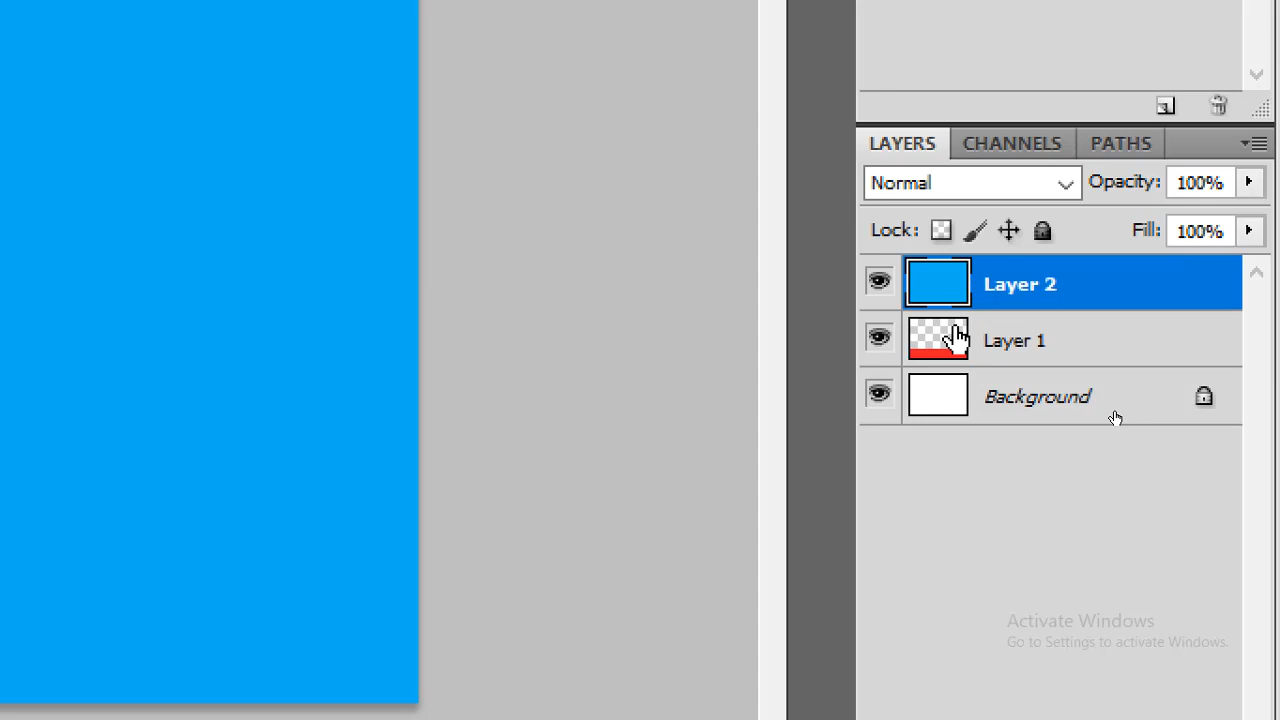 LAYERS CHANNELS PATHS
Normal Opacity: 100%
Lock: Fill: 100%
Layer 2
Layer 1
Background
Activate Windows
Go to Settings to activate Windows.